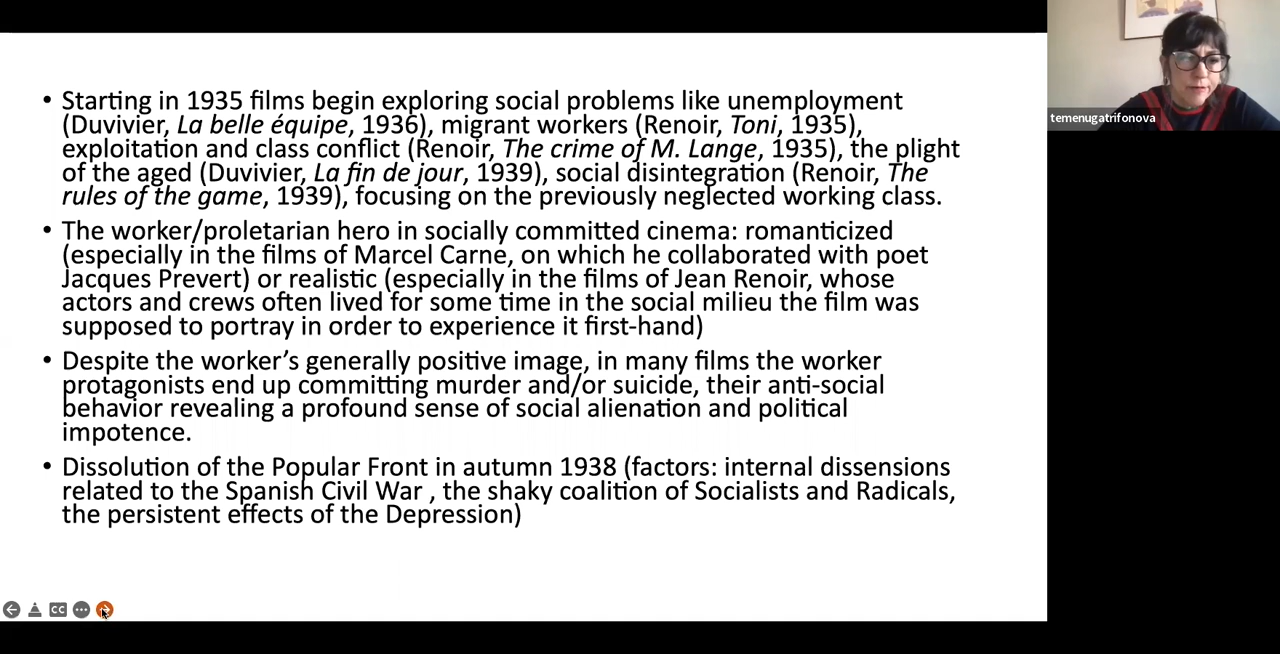 • Starting in 1935 films begin exploring social problems like unemployment
(Duvivier, La belle équipe, 1936), migrant workers (Renoir, Toni, 1935),
exploitation and class conflict (Renoir, The crime of M. Lange, 1935), the plight
of the aged (Duvivier, La fin de jour, 1939), social disintegration (Renoir, The
rules of the game, 1939), focusing on the previously neglected working class.
• The worker/proletarian hero in socially committed cinema: romanticized
(especially in the films of Marcel Carne, on which he collaborated with poet
Jacques Prevert) or realistic (especially in the films of Jean Renoir, whose
actors and crews often lived for some time in the social milieu the film was
supposed to portray in order to experience it first-hand)
• Despite the worker’s generally positive image, in many films the worker
protagonists end up committing murder and/or suicide, their anti-social
behavior revealing a profound sense of social alienation and political
impotence.
• Dissolution of the Popular Front in autumn 1938 (factors: internal dissensions
related to the Spanish Civil War , the shaky coalition of Socialists and Radicals,
the persistent effects of the Depression)
temenugatrifonova
CC